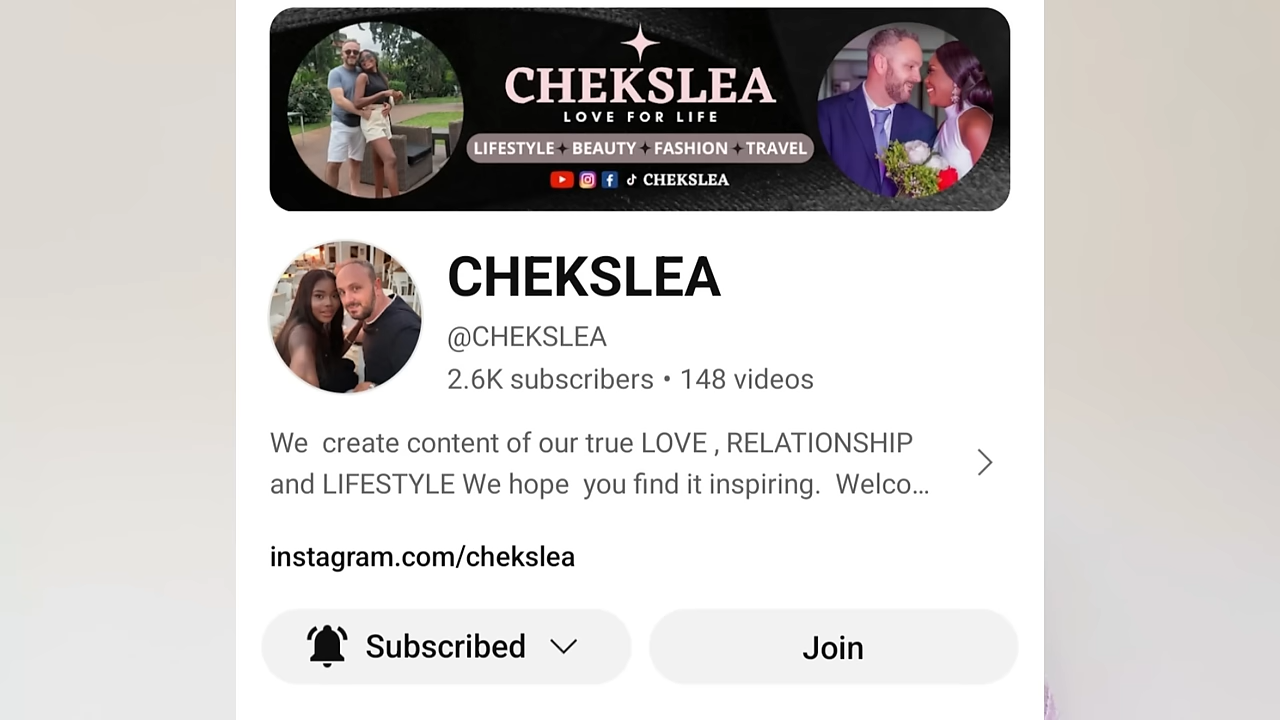 CHEKSLEA
LOVE FOR LIFE
LIFESTYLE BEAUTY FASHION TRAVEL
CHEKSLEA
CHEKSLEA
@CHEKSLEA
2.6K subscribers • 148 videos
We create content of our true LOVE , RELATIONSHIP
and LIFESTYLE We hope you find it inspiring. Welco...
instagram.com/chekslea
Subscribed
Join